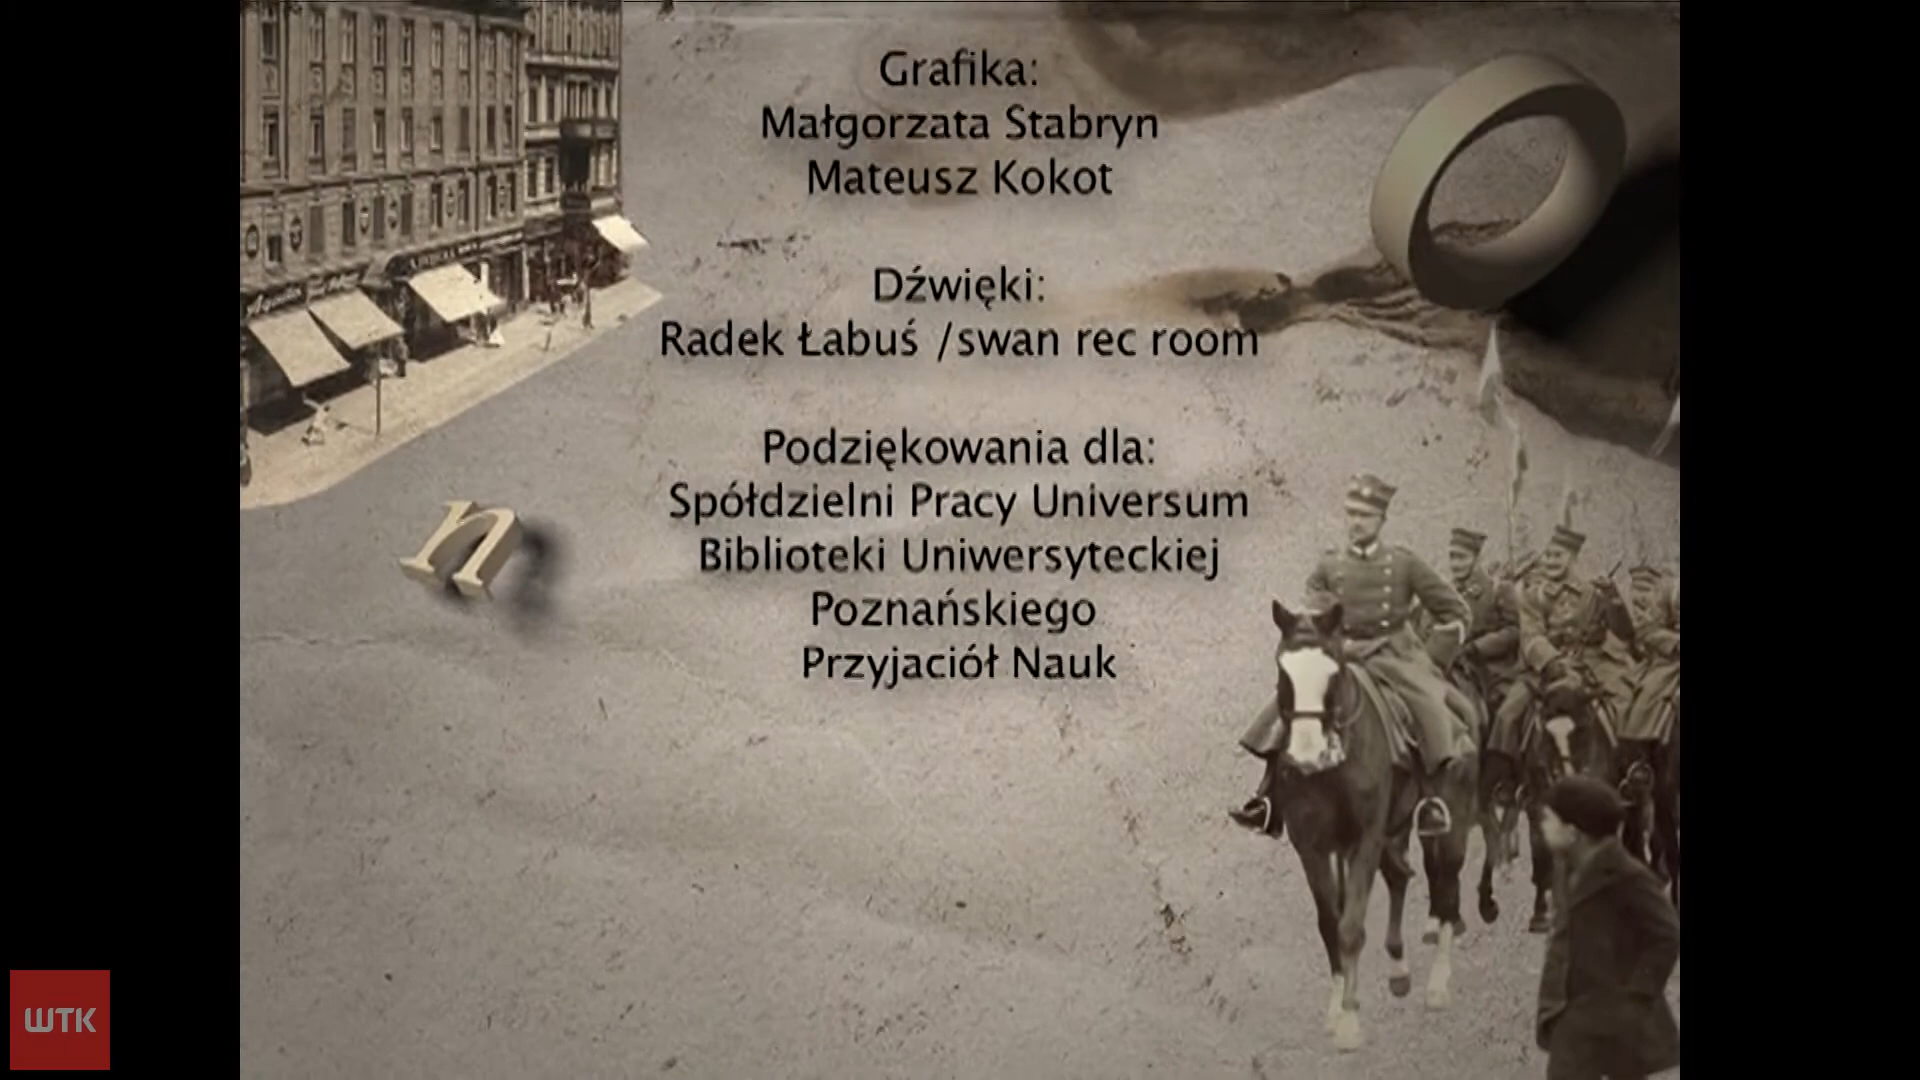 Grafika:
Małgorzata Stabryn
Mateusz Kokot
Dźwięki:
Radek Łabuś /swan rec room
Podziękowania dla:
Spółdzielni Pracy Universum
Biblioteki Uniwersyteckiej
Poznańskiego
Przyjaciół Nauk
O
n
WTK